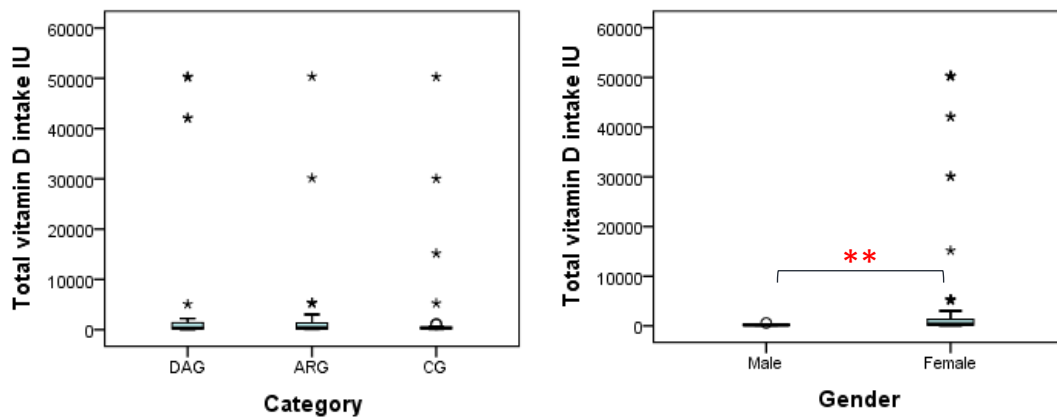 Total vitamin D intake IU
60000
50000
40000
30000
20000
10000
0
DAG ARG CG
Category
Total vitamin D intake IU
60000
50000
40000
30000
20000
10000
0
**
Male Female
Gender